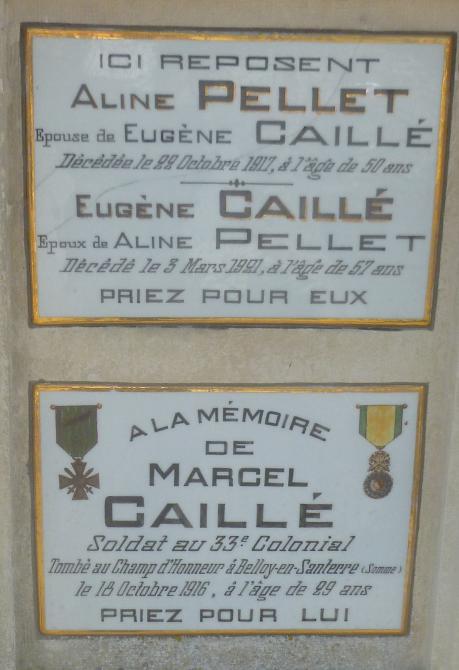 ICI REPOSENT
ALINE PELLET
Epouse de EUGÈNE CAILLÉ
Décédée le 22 Octobre 1917, à l'âge de 50 ans
EUGÈNE CAILLÉ
Epoux de ALINE PELLET
Décédé le 3 Mars 1921, à l'âge de 57 ans
PRIEZ POUR EUX
A LA MÉMOIRE
DE
MARCEL
CAILLÉ
Soldat au 33e Colonial
Tombé au Champ d'Honneur à Belloy-en-Santerre (Somme)
le 18 Octobre 1916, à l'âge de 29 ans
PRIEZ POUR LUI